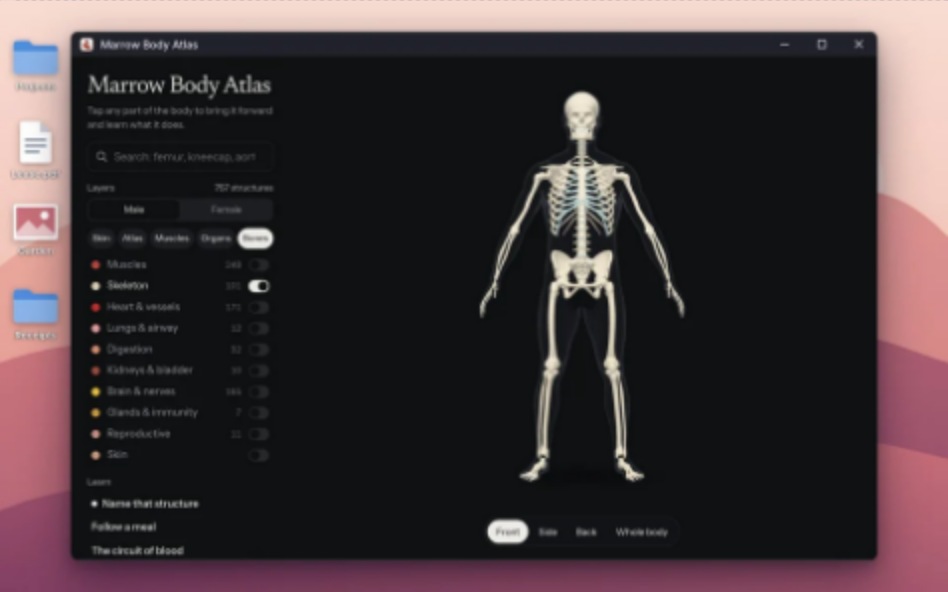 Marrow Body Atlas
Marrow Body Atlas
Tap any part of the body to bring it forward
and learn what it does.
Search: femur, kneecap, aort
Layers 757 structures
Male Female
Skin Atlas Muscles Organs Bones
Muscles
Skeleton
Heart & vessels
Lungs & airway
Digestion
Kidneys & bladder
Brain & nerves
Glands & immunity 7
Reproductive
Skin
Learn
Name that structure
Follow a meal
The circuit of blood
Front Side Back Whole body
Receipts